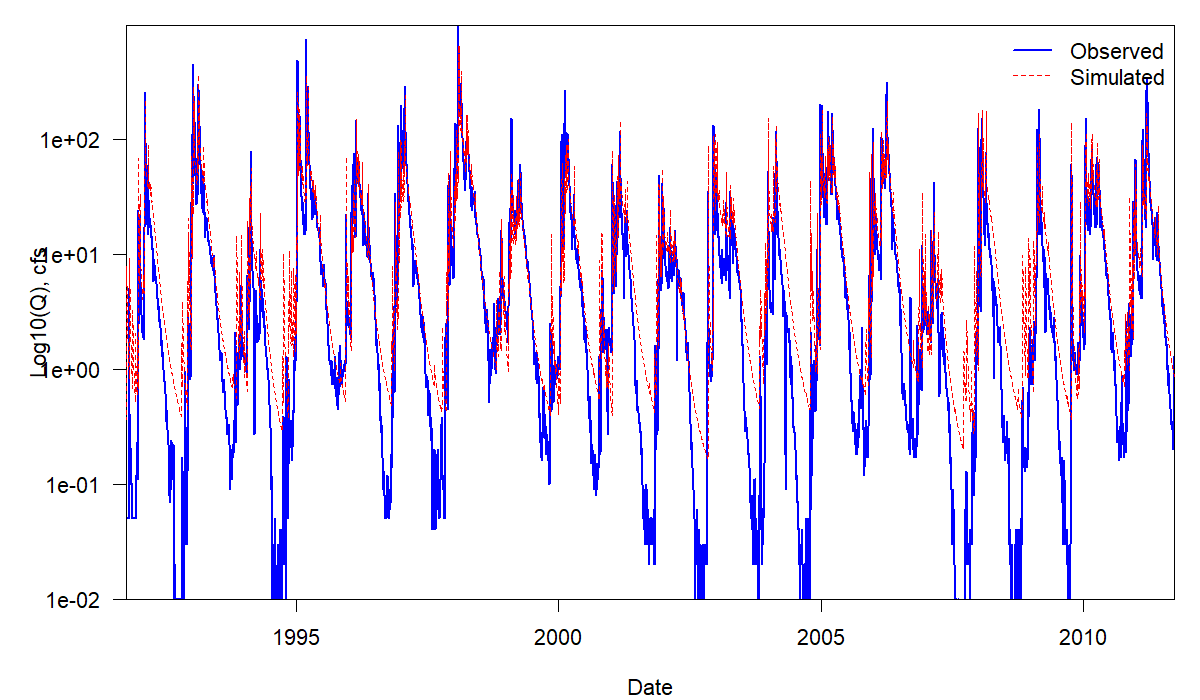 Observed
Simulated
1e+02
1e+01
1e+00
1e-01
1e-02
Log10(Q), cfs
1995
2000
2005
2010
Date